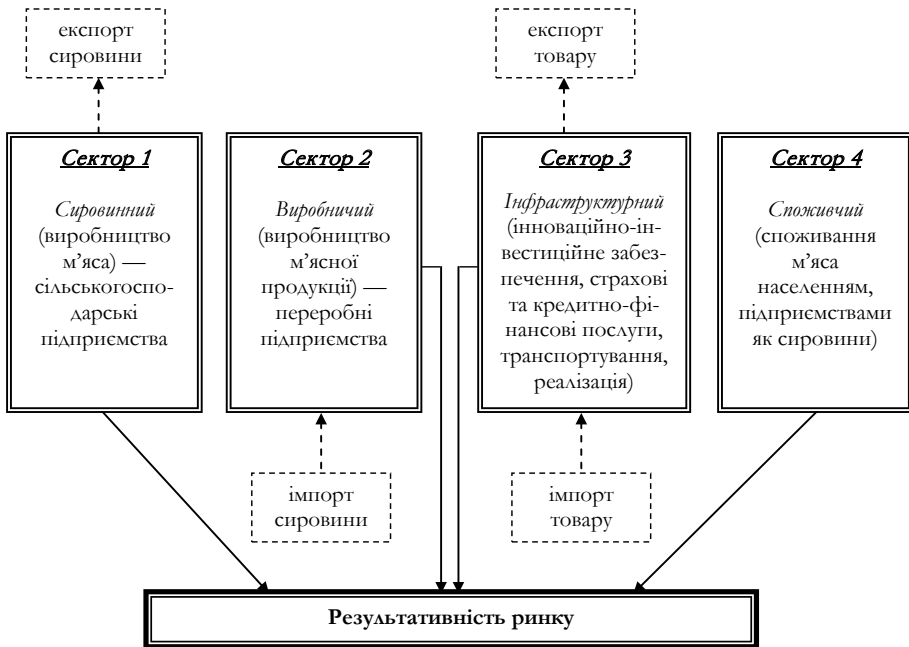 експорт
сировини
експорт
товару
Сектор 1
Сировинний
(виробництво
м’яса) —
сільськогоспо-
дарські
підприємства
Сектор 2
Виробничий
(виробництво
м’ясної
продукції) —
переробні
підприємства
Сектор 3
Інфраструктурний
(інноваційно-ін-
вестиційне забез-
печення, страхові
та кредитно-фі-
нансові послуги,
транспортування,
реалізація)
Сектор 4
Споживчий
(споживання
м’яса
населенням,
підприємствами
як сировини)
імпорт
сировини
імпорт
товару
Результативність ринку